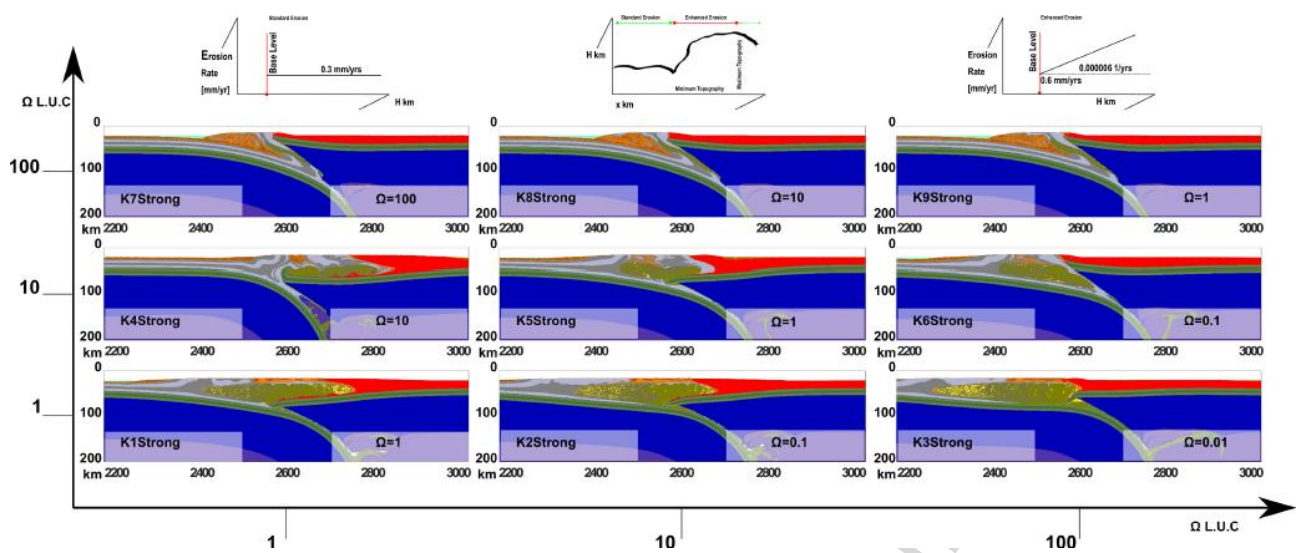 Standard Erosion
Erosion
Rate
[mm/yr]
Base Level
0.3 mm/yrs
H km
Standard Erosion
Enhanced Erosion
H km
Maximum Topography
Minimum Topography
x km
Enhanced Erosion
Erosion
Rate
[mm/yr]
Base Level
0.000006 1/yrs
0.6 mm/yrs
H km
Ω L.U.C
100
0
100
200
km
K7Strong
Ω=100
2200 2400 2600 2800 3000
0
100
200
km
K8Strong
Ω=10
2200 2400 2600 2800 3000
0
100
200
km
K9Strong
Ω=1
2200 2400 2600 2800 3000
10
0
100
200
km
K4Strong
Ω=10
2200 2400 2600 2800 3000
0
100
200
km
K5Strong
Ω=1
2200 2400 2600 2800 3000
0
100
200
km
K6Strong
Ω=0.1
2200 2400 2600 2800 3000
1
0
100
200
km
K1Strong
Ω=1
2200 2400 2600 2800 3000
0
100
200
km
K2Strong
Ω=0.1
2200 2400 2600 2800 3000
0
100
200
km
K3Strong
Ω=0.01
2200 2400 2600 2800 3000
1 10 100
Ω L.U.C